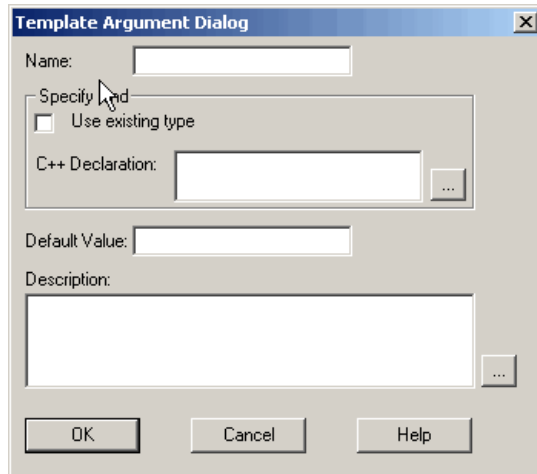 Template Argument Dialog
Name:
Specify
Use existing type
C++ Declaration:
...
Default Value:
Description:
...
OK
Cancel
Help